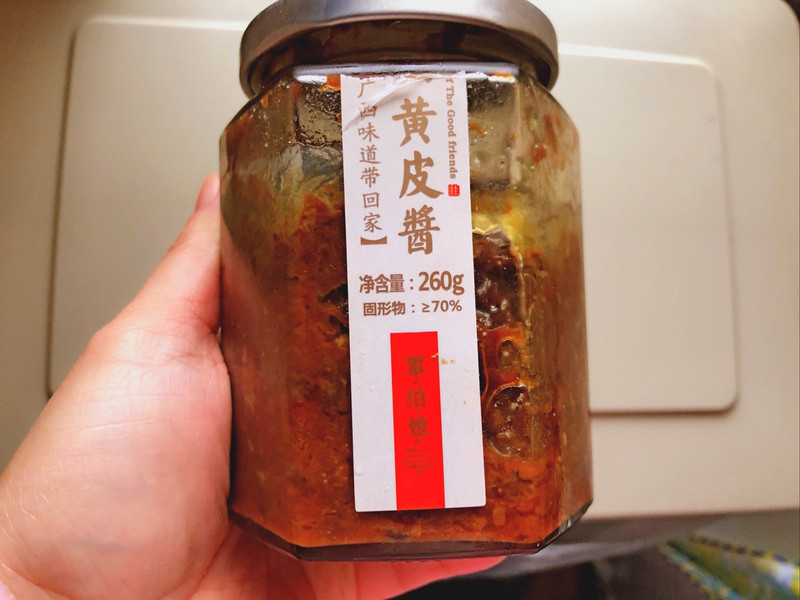 The Good friends
黄皮醬
广西味道带回家】
净含量：260g
固形物：≥70%